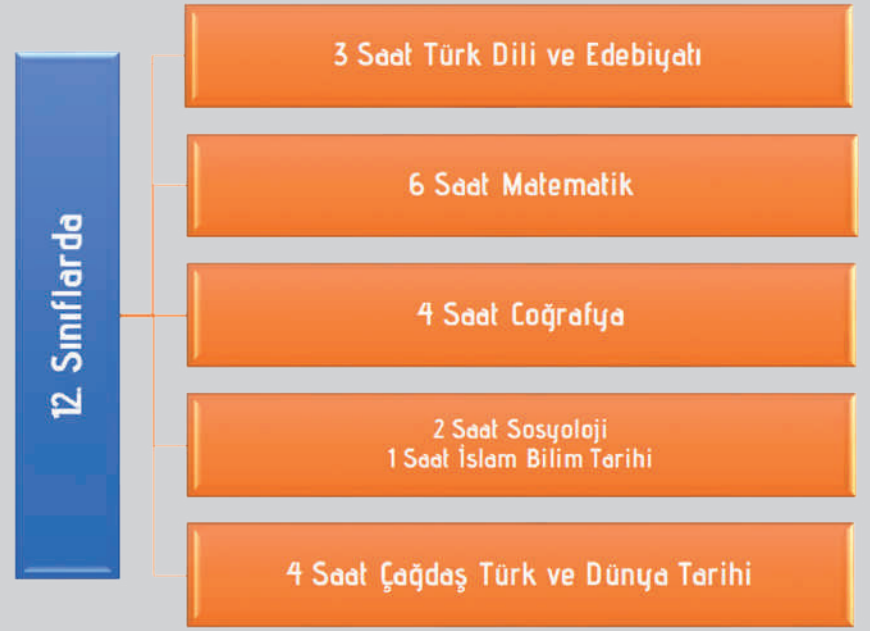 12. Sınıflarda
3 Saat Türk Dili ve Edebiyatı
6 Saat Matematik
4 Saat Coğrafya
2 Saat Sosyoloji
1 Saat İslam Bilim Tarihi
4 Saat Çağdaş Türk ve Dünya Tarihi